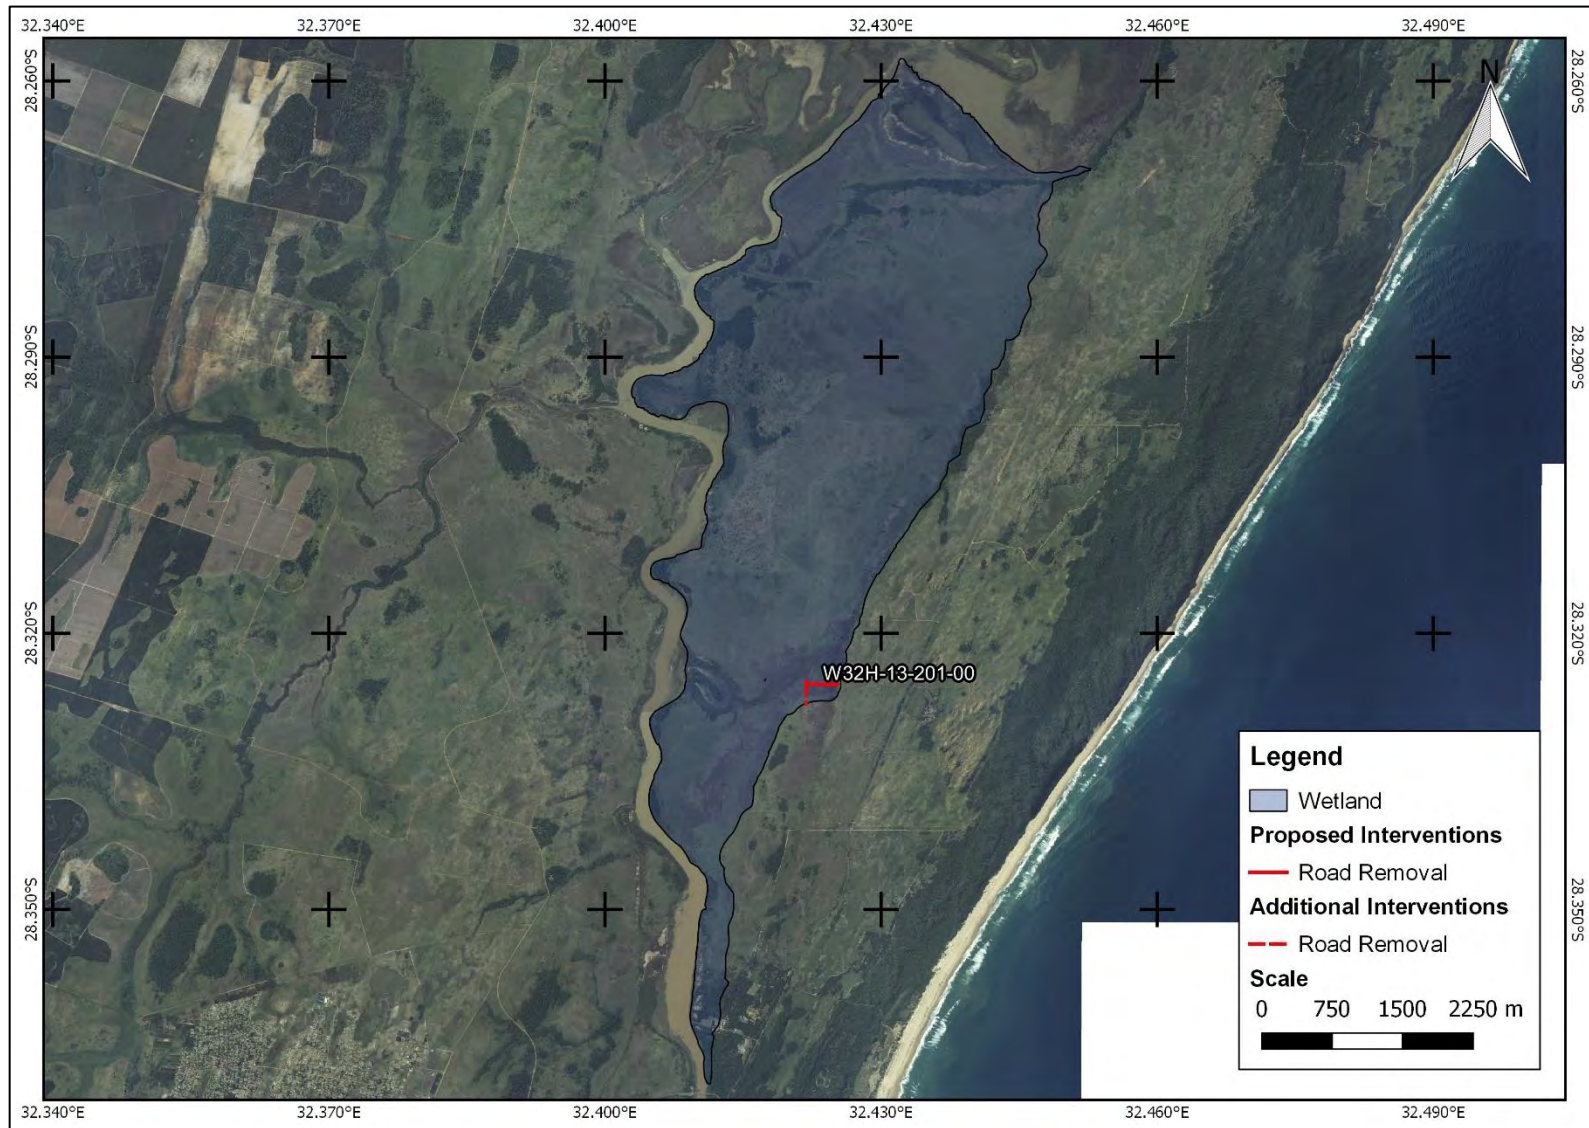 32.340°E 32.370°E 32.400°E 32.430°E 32.460°E 32.490°E
N
28.260°S 28.260°S
28.290°S 28.290°S
28.320°S 28.320°S
W32H-13-201-00
28.350°S 28.350°S
Legend
Wetland
Proposed Interventions
Road Removal
Additional Interventions
Road Removal
Scale
0 750 1500 2250 m
32.340°E 32.370°E 32.400°E 32.430°E 32.460°E 32.490°E